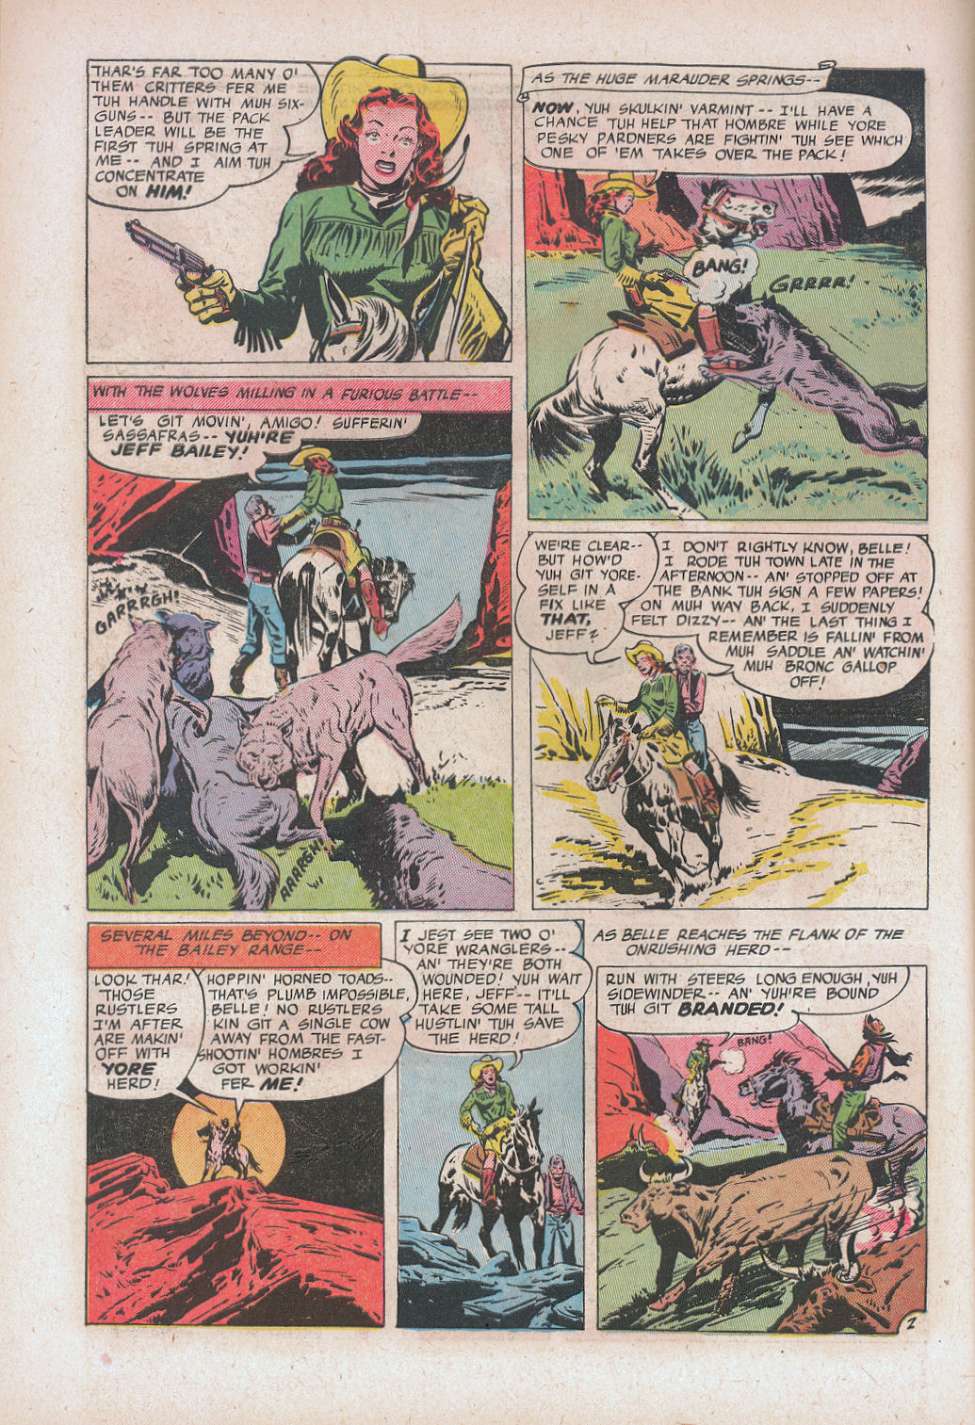 THAR'S FAR TOO MANY O'
THEM CRITTERS FER ME
TUH HANDLE WITH MUH SIX-
GUNS-- BUT THE PACK
LEADER WILL BE THE
FIRST TUH SPRING AT
ME-- AND I AIM TUH
CONCENTRATE
ON HIM!
AS THE HUGE MARAUDER SPRINGS--
NOW, YUH SKULKIN' VARMINT-- I'LL HAVE A
CHANCE TUH HELP THAT HOMBRE WHILE YORE
PESKY PARDNERS ARE FIGHTIN' TUH SEE WHICH
ONE OF 'EM TAKES OVER THE PACK!
BANG!
GRRRR!
WITH THE WOLVES MILLING IN A FURIOUS BATTLE--
LET'S GIT MOVIN', AMIGO! SUFFERIN'
SASSAFRAS-- YUH'RE
JEFF BAILEY!
GARRRGH!
ARRRGH!
WE'RE CLEAR--
BUT HOW'D
YUH GIT YORE-
SELF IN A
FIX LIKE
THAT,
JEFF?
I DON'T RIGHTLY KNOW, BELLE!
I RODE TUH TOWN LATE IN THE
AFTERNOON-- AN' STOPPED OFF AT
THE BANK TUH SIGN A FEW PAPERS!
ON MUH WAY BACK, I SUDDENLY
FELT DIZZY-- AN' THE LAST THING I
REMEMBER IS FALLIN' FROM
MUH SADDLE AN' WATCHIN'
MUH BRONC GALLOP
OFF!
SEVERAL MILES BEYOND-- ON
THE BAILEY RANGE--
LOOK THAR!
THOSE
RUSTLERS
I'M AFTER
ARE MAKIN'
OFF WITH
YORE
HERD!
HOPPIN' HORNED TOADS--
THAT'S PLUMB IMPOSSIBLE,
BELLE! NO RUSTLERS
KIN GIT A SINGLE COW
AWAY FROM THE FAST-
SHOOTIN' HOMBRES I
GOT WORKIN'
FER ME!
I JEST SEE TWO O'
YORE WRANGLERS--
AN' THEY'RE BOTH
WOUNDED! YUH WAIT
HERE, JEFF-- IT'LL
TAKE SOME TALL
HUSTLIN' TUH SAVE
THE HERD!
AS BELLE REACHES THE FLANK OF THE
ONRUSHING HERD--
RUN WITH STEERS LONG ENOUGH, YUH
SIDEWINDER-- AN' YUH'RE BOUND
TUH GIT BRANDED!
BANG!
2